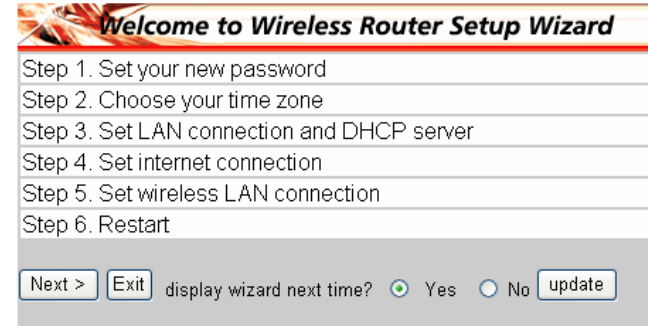 Welcome to Wireless Router Setup Wizard
Step 1. Set your new password
Step 2. Choose your time zone
Step 3. Set LAN connection and DHCP server
Step 4. Set internet connection
Step 5. Set wireless LAN connection
Step 6. Restart
Next > Exit display wizard next time? Yes No update